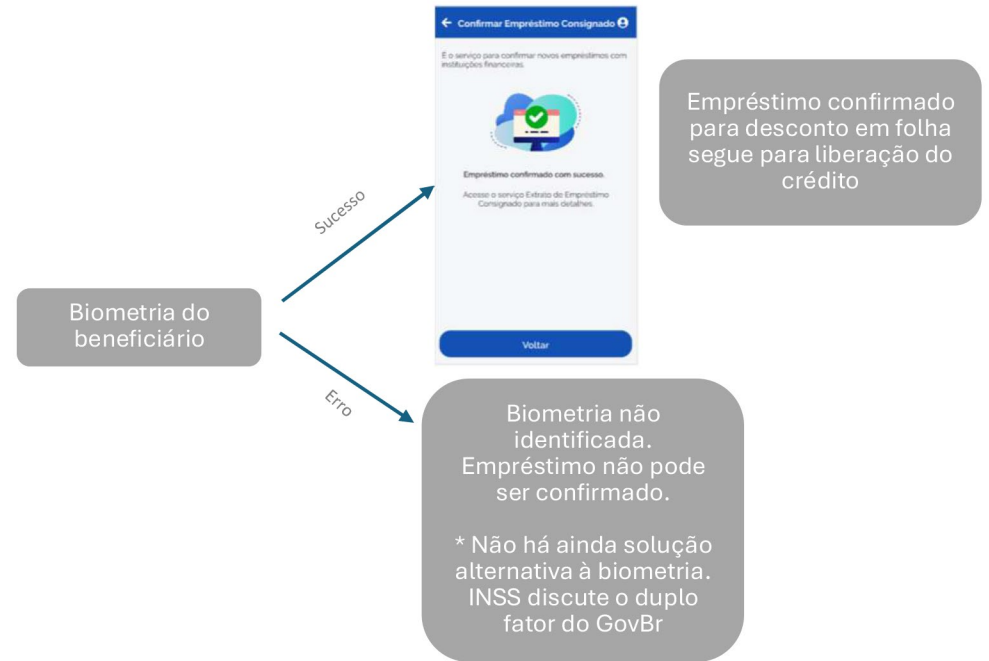 Confirmar Empréstimo Consignado
É o serviço para confirmar novos empréstimos com
instituições financeiras.
Empréstimo confirmado com sucesso.
Acesse o serviço Extrato de Empréstimo
Consignado para mais detalhes.
Voltar
Empréstimo confirmado
para desconto em folha
segue para liberação do
crédito
Sucesso
Biometria do
beneficiário
Erro
Biometria não
identificada.
Empréstimo não pode
ser confirmado.
* Não há ainda solução
alternativa à biometria.
INSS discute o duplo
fator do GovBr